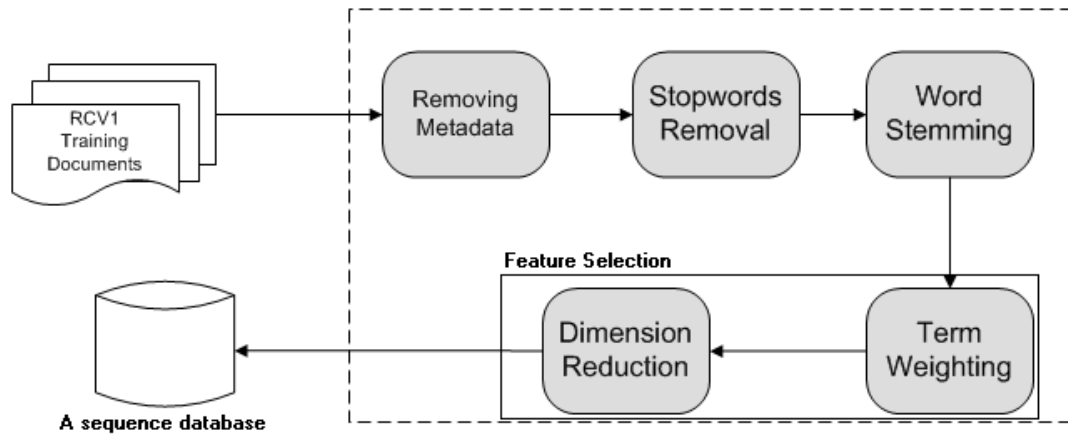 RCV1
Training
Documents
Removing
Metadata
Stopwords
Removal
Word
Stemming
Feature Selection
Dimension
Reduction
Term
Weighting
A sequence database